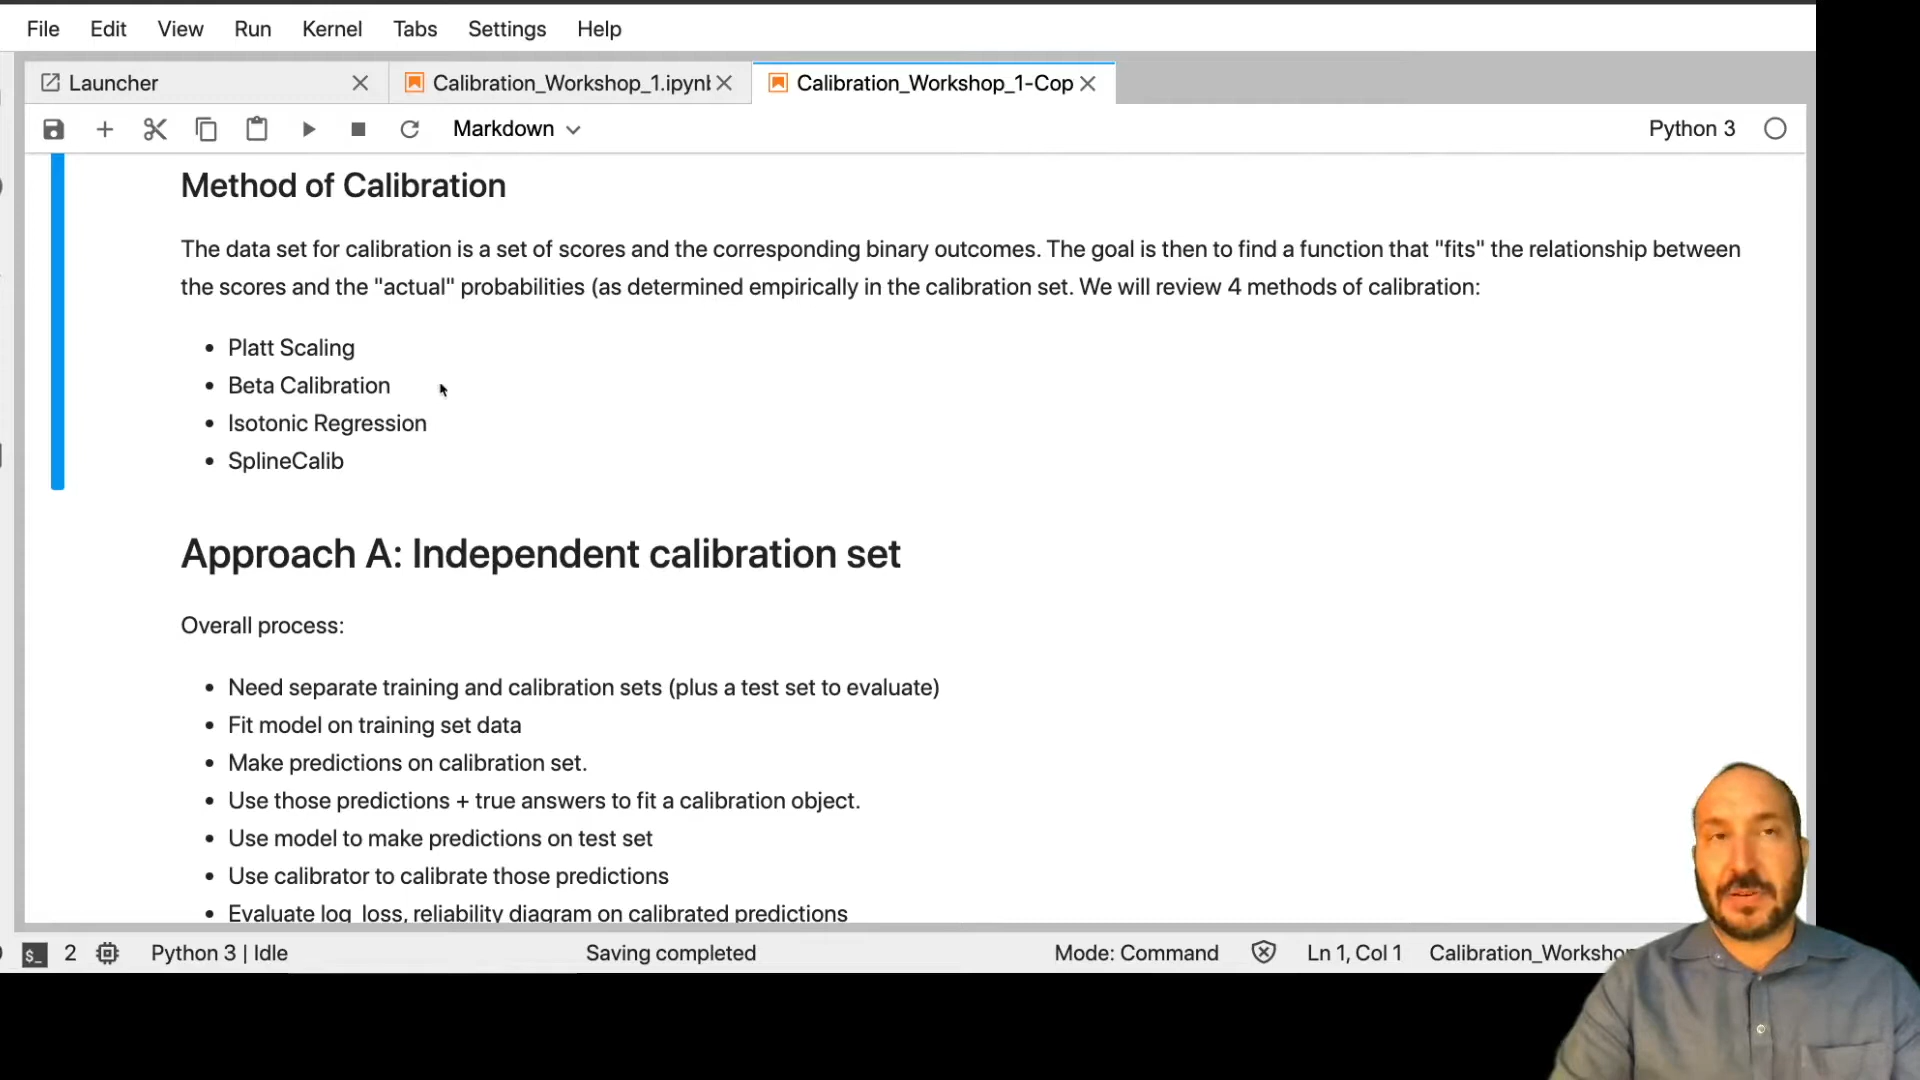 File Edit View Run Kernel Tabs Settings Help
Launcher Calibration_Workshop_1.ipynb Calibration_Workshop_1-Cop
Markdown Python 3
Method of Calibration
The data set for calibration is a set of scores and the corresponding binary outcomes. The goal is then to find a function that "fits" the relationship between
the scores and the "actual" probabilities (as determined empirically in the calibration set. We will review 4 methods of calibration:
• Platt Scaling
• Beta Calibration
• Isotonic Regression
• SplineCalib
Approach A: Independent calibration set
Overall process:
• Need separate training and calibration sets (plus a test set to evaluate)
• Fit model on training set data
• Make predictions on calibration set.
• Use those predictions + true answers to fit a calibration object.
• Use model to make predictions on test set
• Use calibrator to calibrate those predictions
• Evaluate log_loss, reliability diagram on calibrated predictions
$_ 2 Python 3 | Idle Saving completed Mode: Command Ln 1, Col 1 Calibration_Workshop